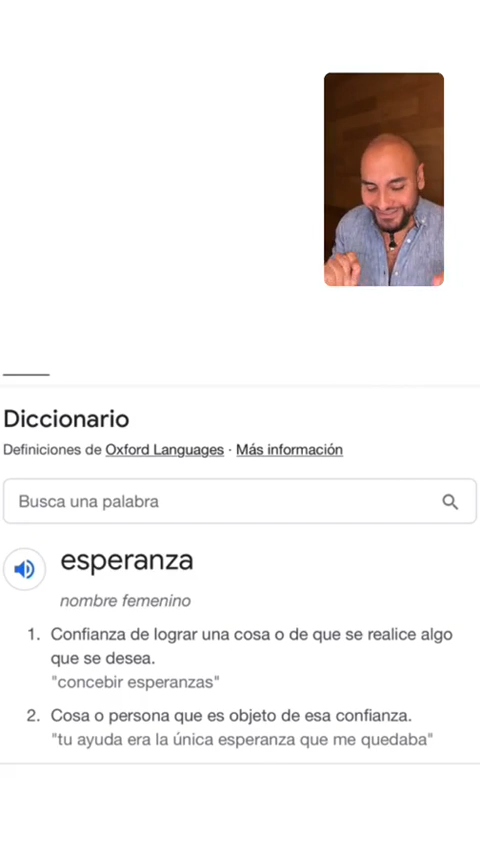 Diccionario
Definiciones de Oxford Languages · Más información
Busca una palabra
esperanza
nombre femenino
1. Confianza de lograr una cosa o de que se realice algo
que se desea.
"concebir esperanzas"
2. Cosa o persona que es objeto de esa confianza.
"tu ayuda era la única esperanza que me quedaba"